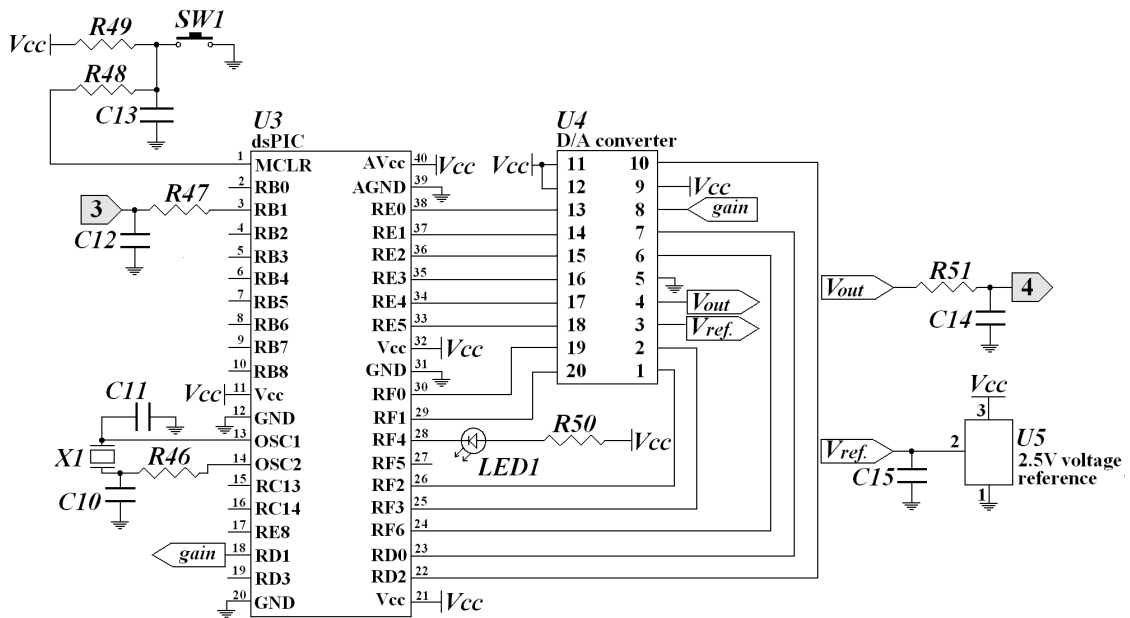 SW1
R49
Vcc
R48
C13
U3
dsPIC
U4
D/A converter
1 MCLR AVcc 40 Vcc
Vcc 11 10
2 RB0 AGND 39
12 9 Vcc
R47
3
3 RB1 RE0 38
13 8 gain
C12
4 RB2 RE1 37
14 7
5 RB3 RE2 36
15 6
6 RB4 RE3 35
16 5
7 RB5 RE4 34
17 4 Vout
8 RB6 RE5 33
18 3 Vref.
9 RB7 Vcc 32 Vcc
19 2
10 RB8 GND 31
20 1
Vcc 11 Vcc RF0 30
C11
12 GND RF1 29
13 OSC1 RF4 28
LED1
R50
Vcc
X1
R46
14 OSC2 RF5 27
C10
15 RC13 RF2 26
16 RC14 RF3 25
17 RE8 RF6 24
gain 18 RD1 RD0 23
19 RD3 RD2 22
20 GND Vcc 21 Vcc
Vout
R51
4
C14
Vcc
3
Vref.
2
U5
2.5V voltage
reference
C15
1